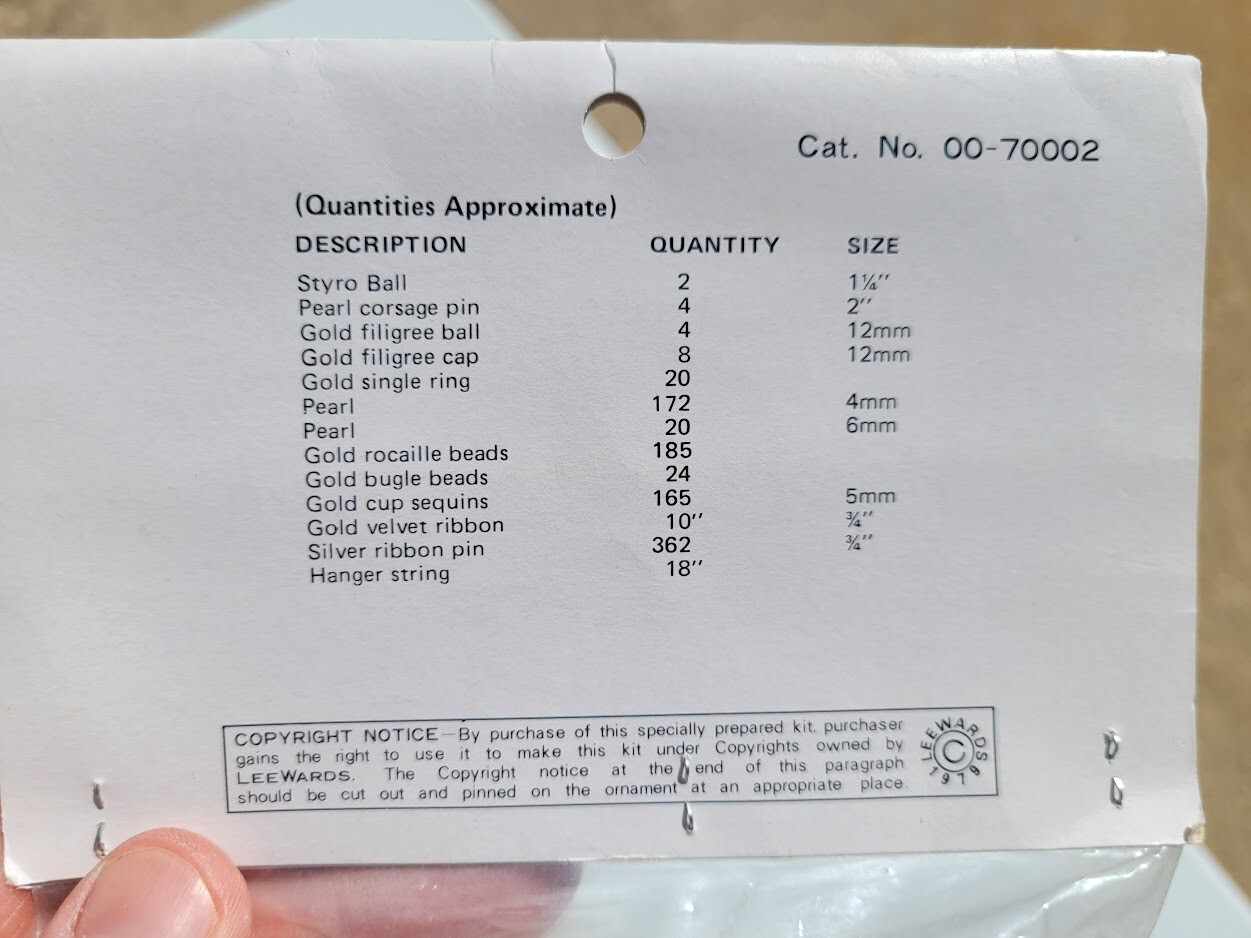 Cat. No. 00-70002
(Quantities Approximate)
DESCRIPTION QUANTITY SIZE
Styro Ball 2 1¼"
Pearl corsage pin 4 2"
Gold filigree ball 4 12mm
Gold filigree cap 8 12mm
Gold single ring 20
Pearl 172 4mm
Pearl 20 6mm
Gold rocaille beads 185
Gold bugle beads 24
Gold cup sequins 165 5mm
Gold velvet ribbon 10" ¾"
Silver ribbon pin 362 ¾"
Hanger string 18"
COPYRIGHT NOTICE—By purchase of this specially prepared kit, purchaser
gains the right to use it to make this kit under Copyrights owned by
LEEWARDS. The Copyright notice at the end of this paragraph
should be cut out and pinned on the ornament at an appropriate place.
LEEWARDS
©
1979